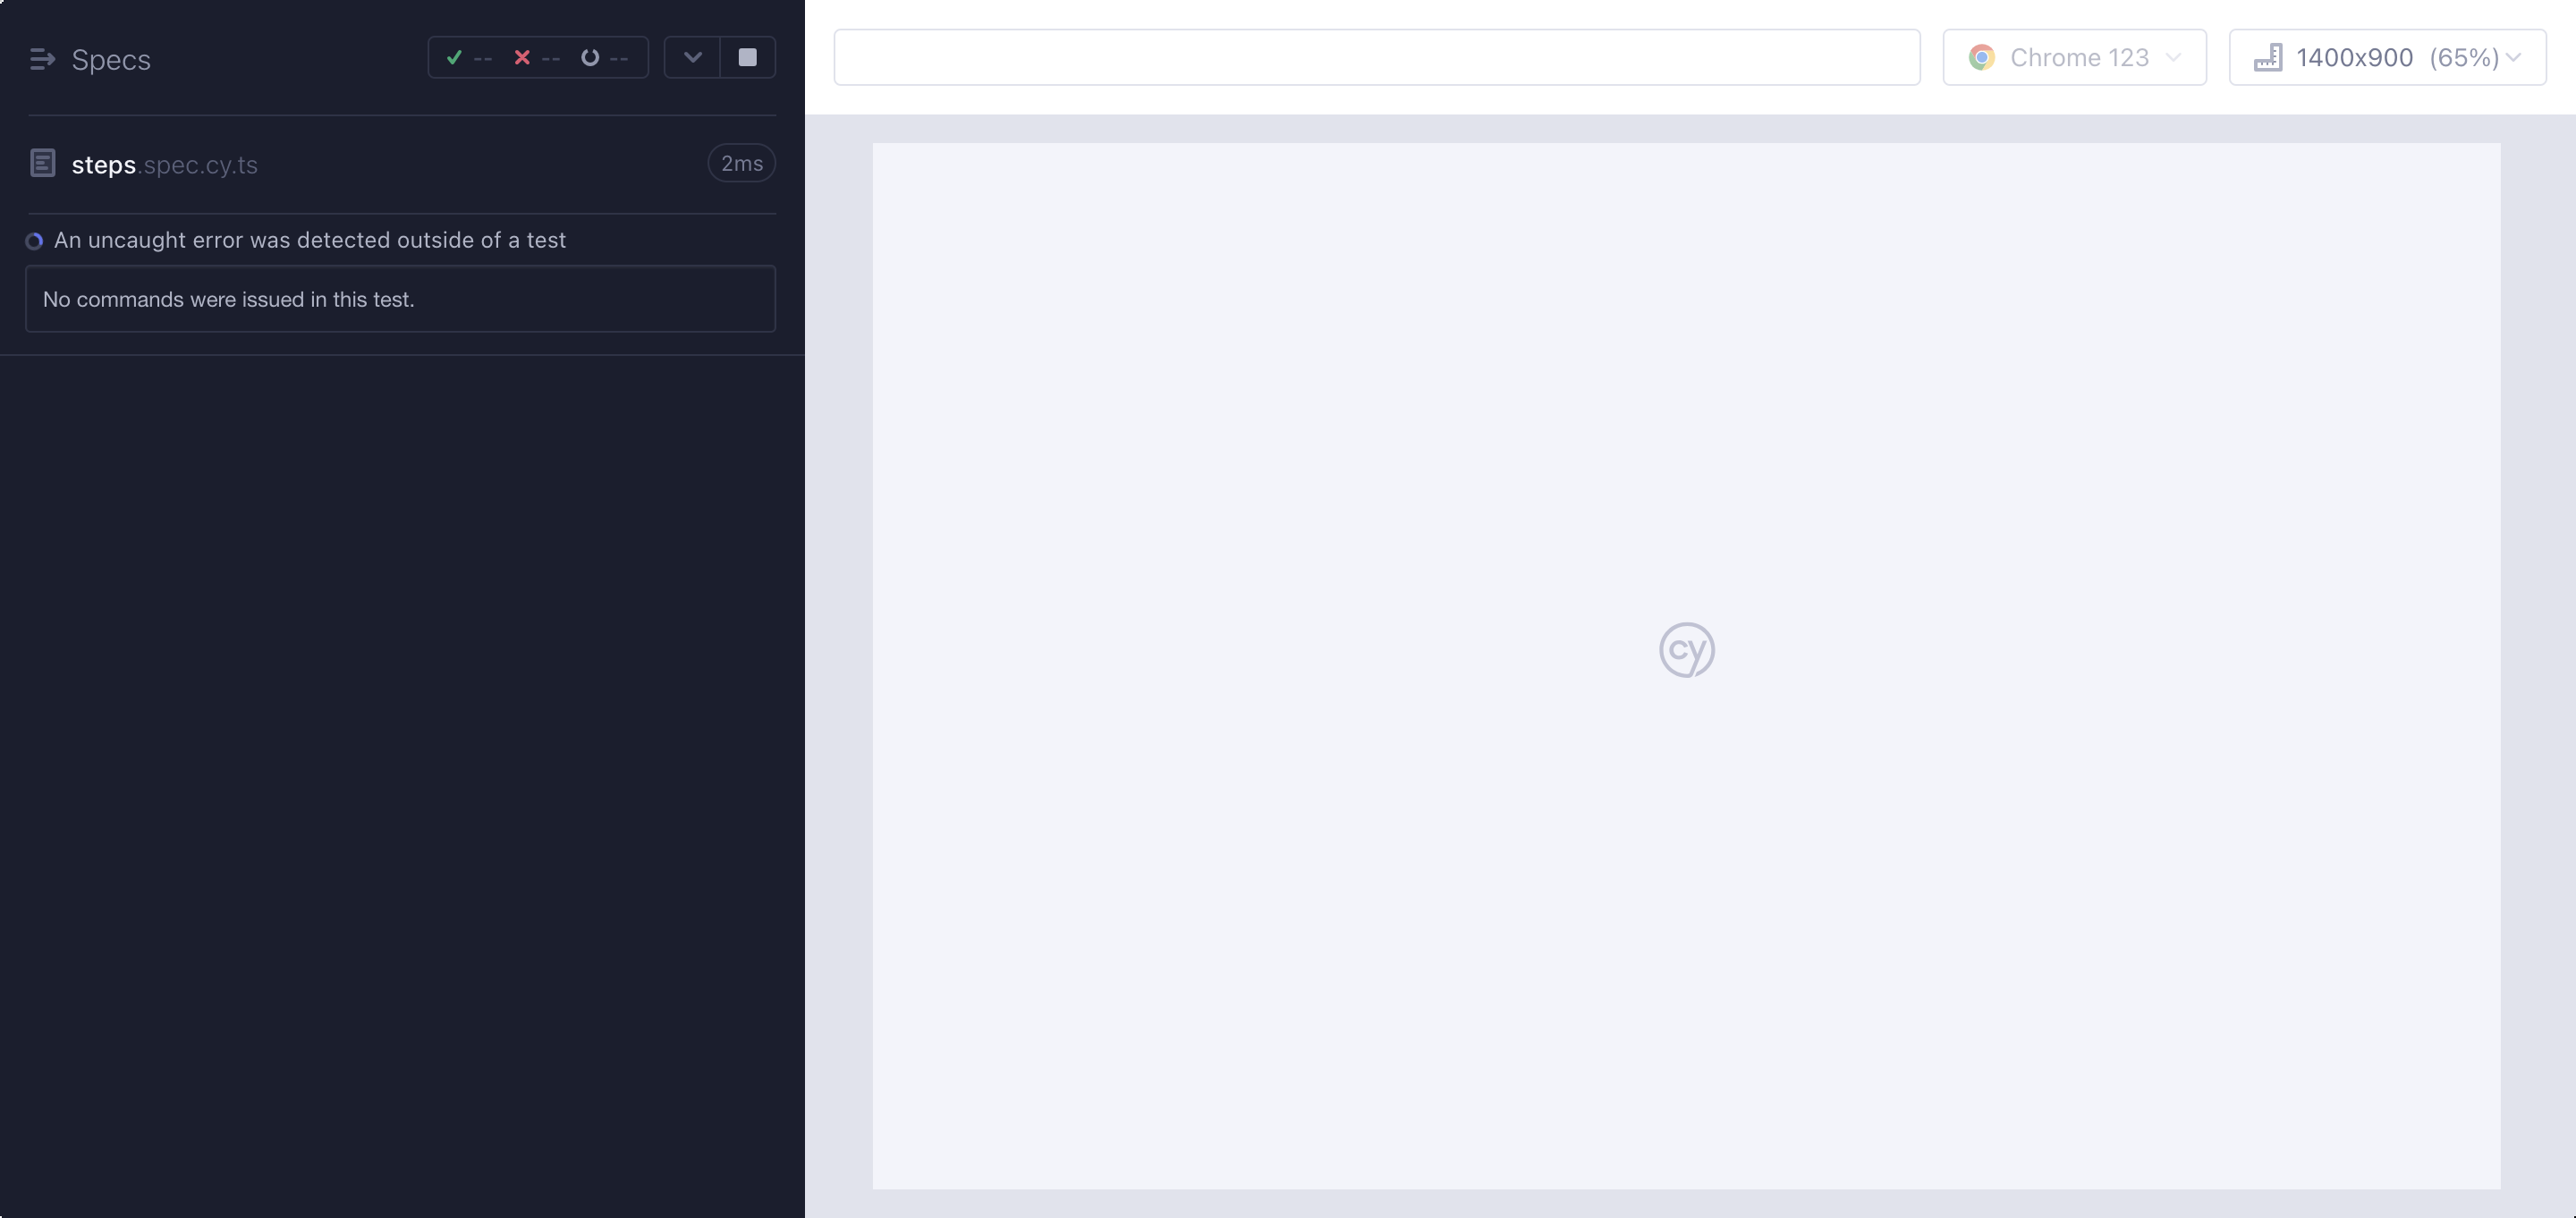 Specs
-- -- --
Chrome 123
1400x900 (65%)
steps.spec.cy.ts
2ms
An uncaught error was detected outside of a test
No commands were issued in this test.
cy